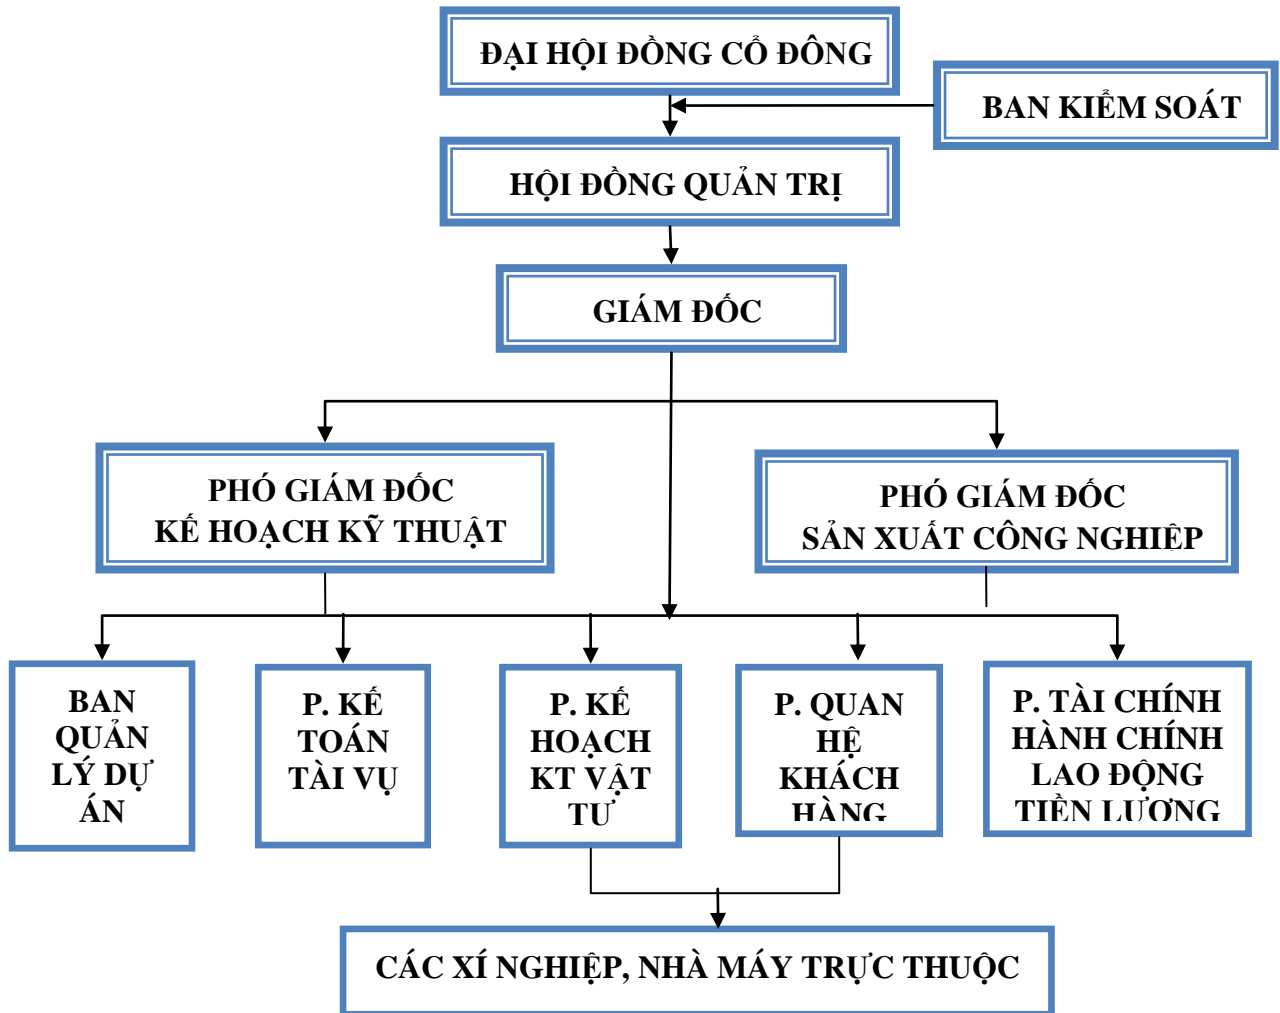 ĐẠI HỘI ĐỒNG CỔ ĐÔNG
BAN KIỂM SOÁT
HỘI ĐỒNG QUẢN TRỊ
GIÁM ĐỐC
PHÓ GIÁM ĐỐC
KẾ HOẠCH KỸ THUẬT
PHÓ GIÁM ĐỐC
SẢN XUẤT CÔNG NGHIỆP
BAN
QUẢN
LÝ DỰ
ÁN
P. KẾ
TOÁN
TÀI VỤ
P. KẾ
HOẠCH
KT VẬT
TƯ
P. QUAN
HỆ
KHÁCH
HÀNG
P. TÀI CHÍNH
HÀNH CHÍNH
LAO ĐỘNG
TIỀN LƯƠNG
CÁC XÍ NGHIỆP, NHÀ MÁY TRỰC THUỘC